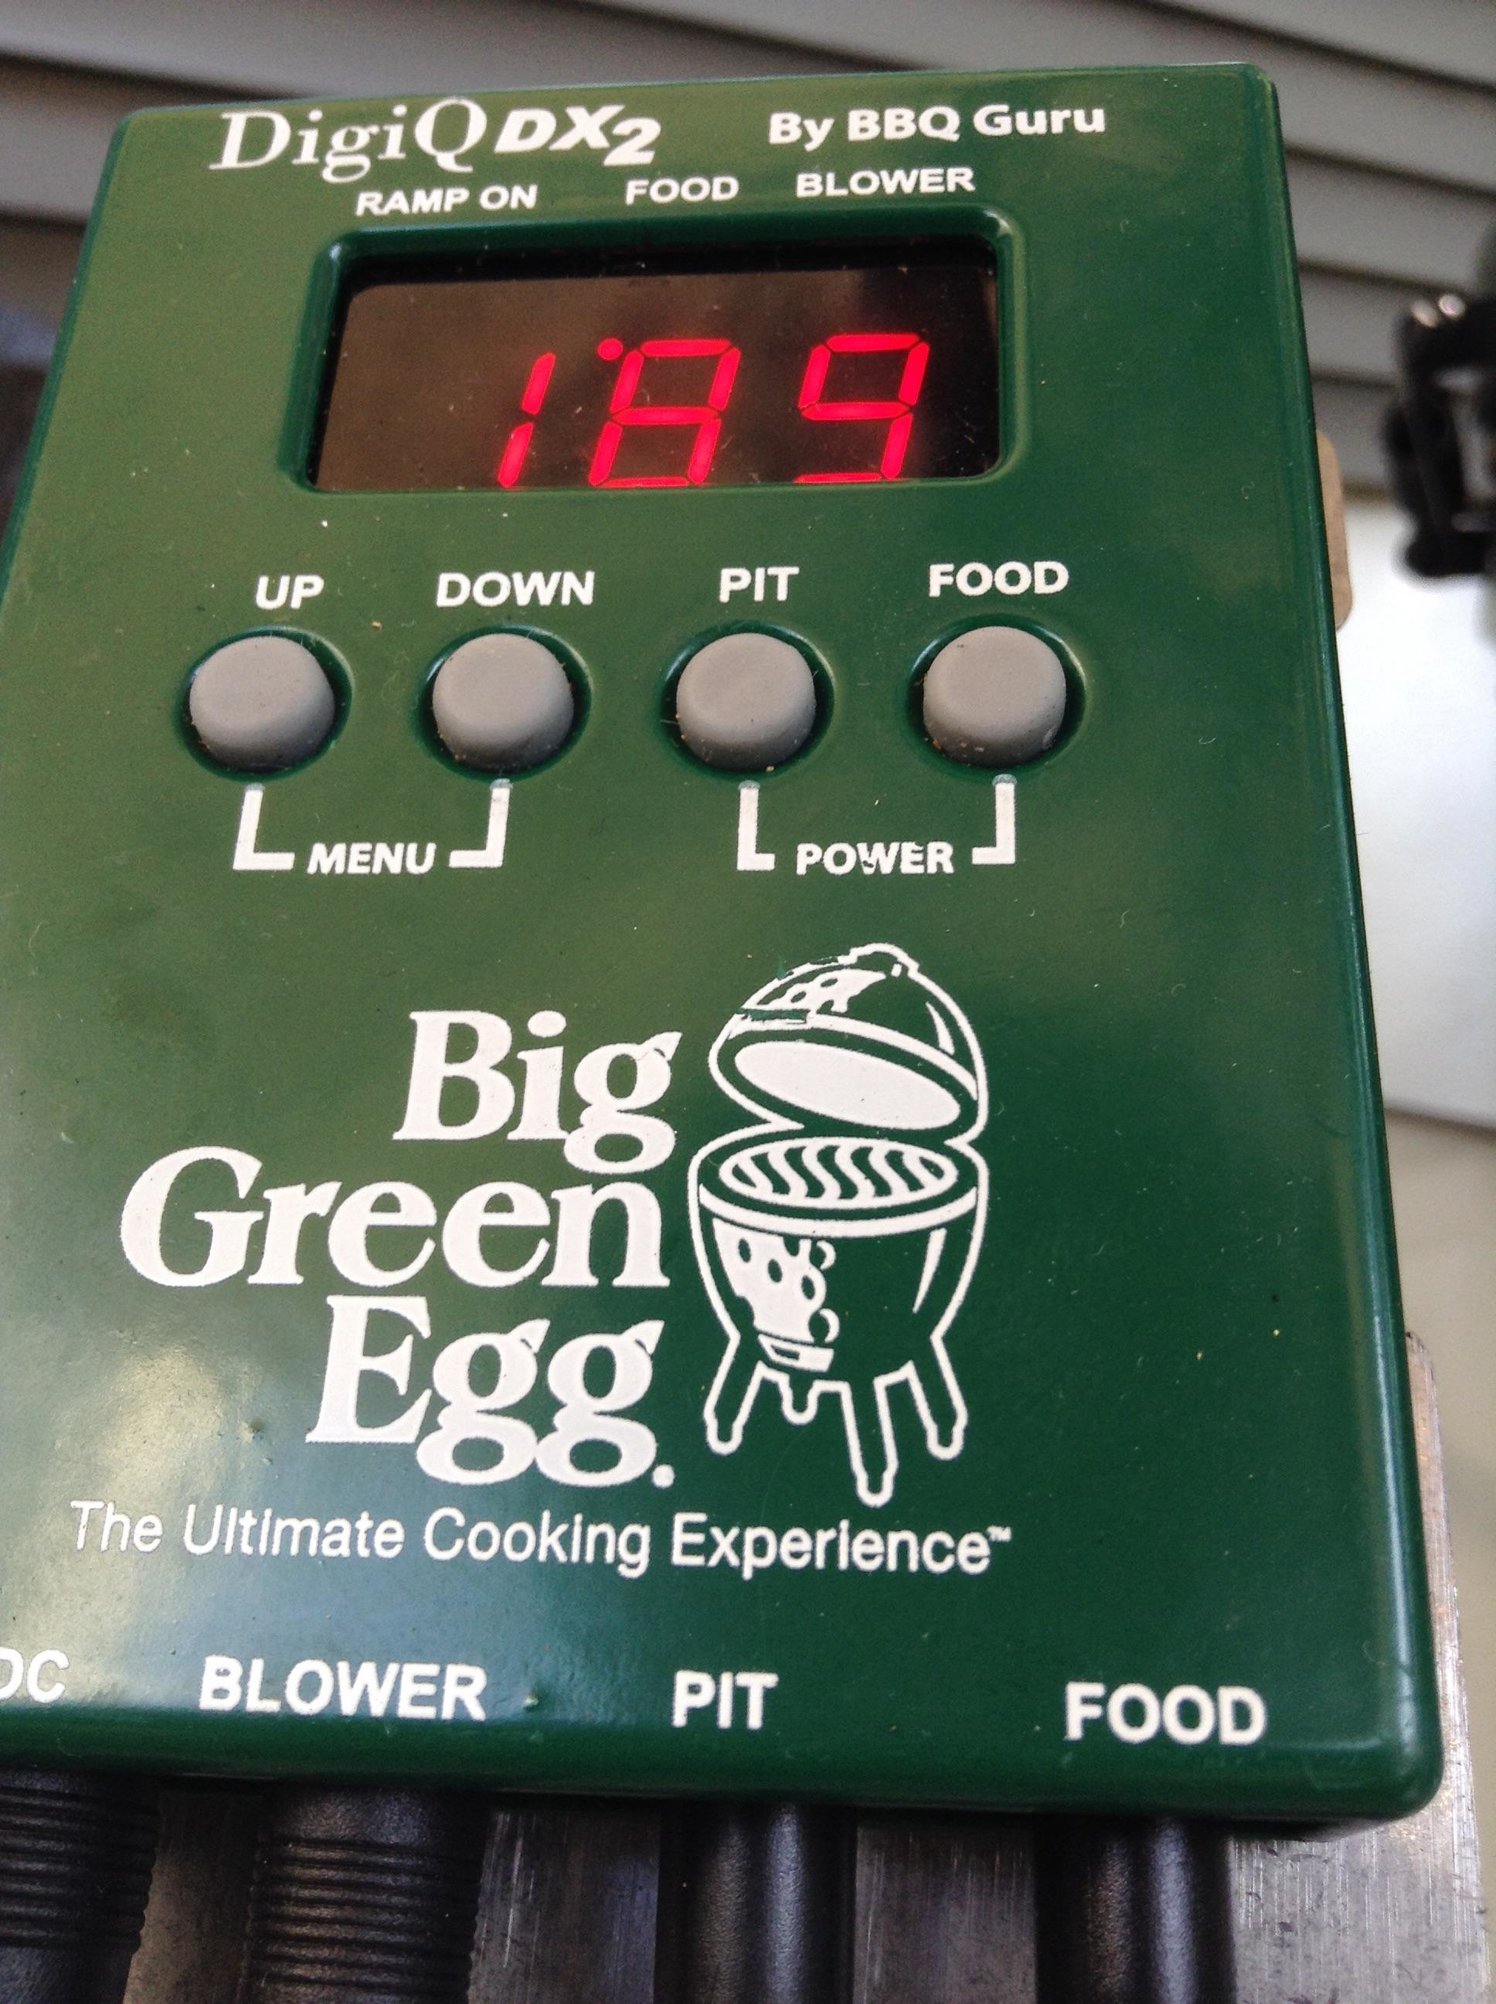 DigiQ DX2 By BBQ Guru
RAMP ON FOOD BLOWER
189
UP DOWN PIT FOOD
MENU POWER
Big
Green
Egg.
The Ultimate Cooking Experience™
DC BLOWER PIT FOOD